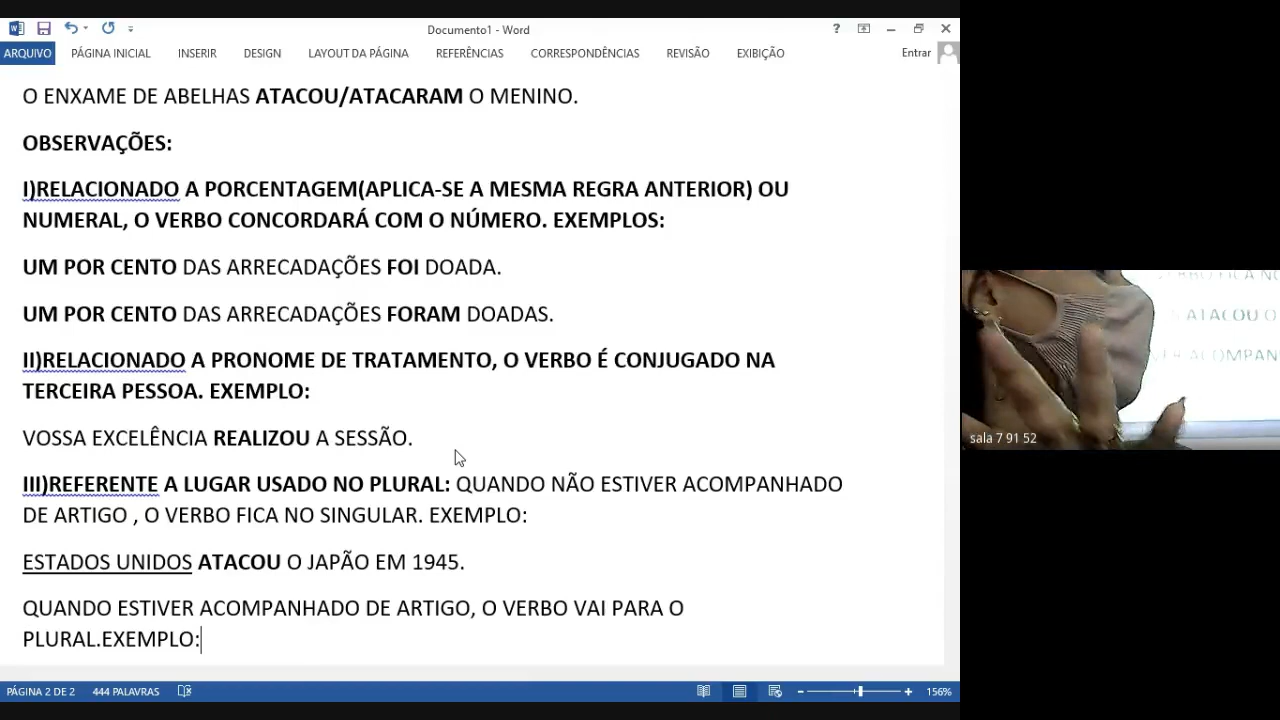 Documento1 - Word
?
ARQUIVO PÁGINA INICIAL INSERIR DESIGN LAYOUT DA PÁGINA REFERÊNCIAS CORRESPONDÊNCIAS REVISÃO EXIBIÇÃO Entrar
O ENXAME DE ABELHAS ATACOU/ATACARAM O MENINO.
OBSERVAÇÕES:
I)RELACIONADO A PORCENTAGEM(APLICA-SE A MESMA REGRA ANTERIOR) OU
NUMERAL, O VERBO CONCORDARÁ COM O NÚMERO. EXEMPLOS:
UM POR CENTO DAS ARRECADAÇÕES FOI DOADA.
UM POR CENTO DAS ARRECADAÇÕES FORAM DOADAS.
II)RELACIONADO A PRONOME DE TRATAMENTO, O VERBO É CONJUGADO NA
TERCEIRA PESSOA. EXEMPLO:
VOSSA EXCELÊNCIA REALIZOU A SESSÃO.
III)REFERENTE A LUGAR USADO NO PLURAL: QUANDO NÃO ESTIVER ACOMPANHADO
DE ARTIGO , O VERBO FICA NO SINGULAR. EXEMPLO:
ESTADOS UNIDOS ATACOU O JAPÃO EM 1945.
QUANDO ESTIVER ACOMPANHADO DE ARTIGO, O VERBO VAI PARA O
PLURAL.EXEMPLO:
PÁGINA 2 DE 2 444 PALAVRAS 156%
FICA NO
ATACOU O
ACOMPAN
sala 7 91 52